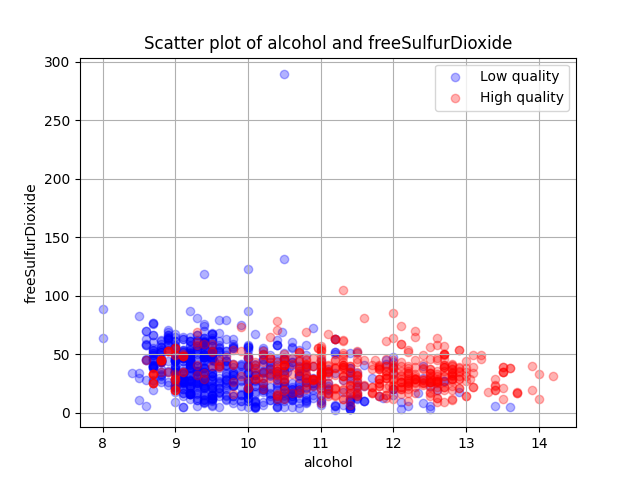 Scatter plot of alcohol and freeSulfurDioxide
Low quality
High quality
300
250
200
150
100
50
0
freeSulfurDioxide
8 9 10 11 12 13 14
alcohol